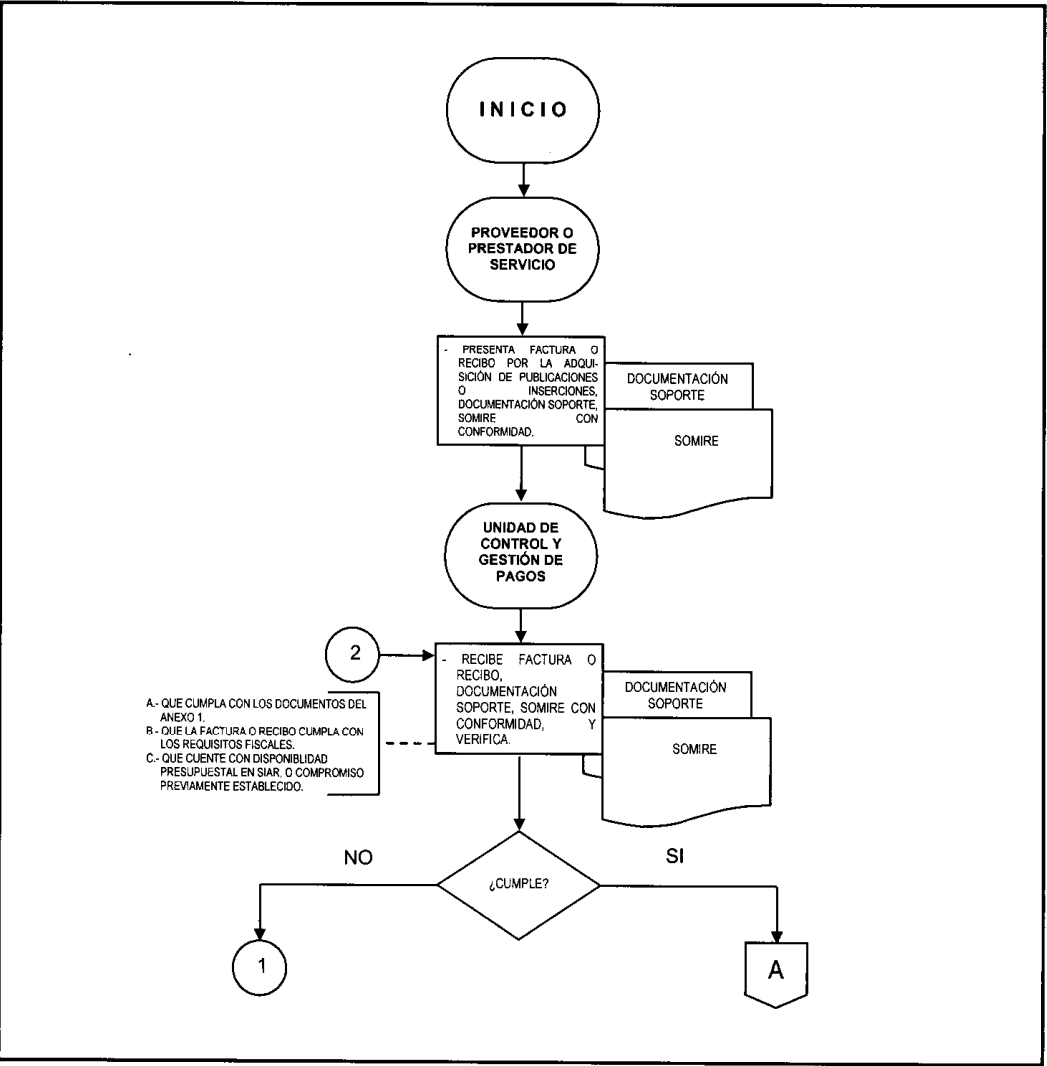 INICIO
PROVEEDOR O
PRESTADOR DE
SERVICIO
- PRESENTA FACTURA O
RECIBO POR LA ADQUI-
SICIÓN DE PUBLICACIONES
O INSERCIONES,
DOCUMENTACIÓN SOPORTE,
SOMIRE CON
CONFORMIDAD.
DOCUMENTACIÓN
SOPORTE
SOMIRE
UNIDAD DE
CONTROL Y
GESTIÓN DE
PAGOS
2
- RECIBE FACTURA O
RECIBO,
DOCUMENTACIÓN
SOPORTE, SOMIRE CON
CONFORMIDAD, Y
VERIFICA.
DOCUMENTACIÓN
SOPORTE
SOMIRE
A.- QUE CUMPLA CON LOS DOCUMENTOS DEL
ANEXO 1.
B.- QUE LA FACTURA O RECIBO CUMPLA CON
LOS REQUISITOS FISCALES.
C.- QUE CUENTE CON DISPONIBLIDAD
PRESUPUESTAL EN SIAR, O COMPROMISO
PREVIAMENTE ESTABLECIDO.
NO
SI
¿CUMPLE?
1
A